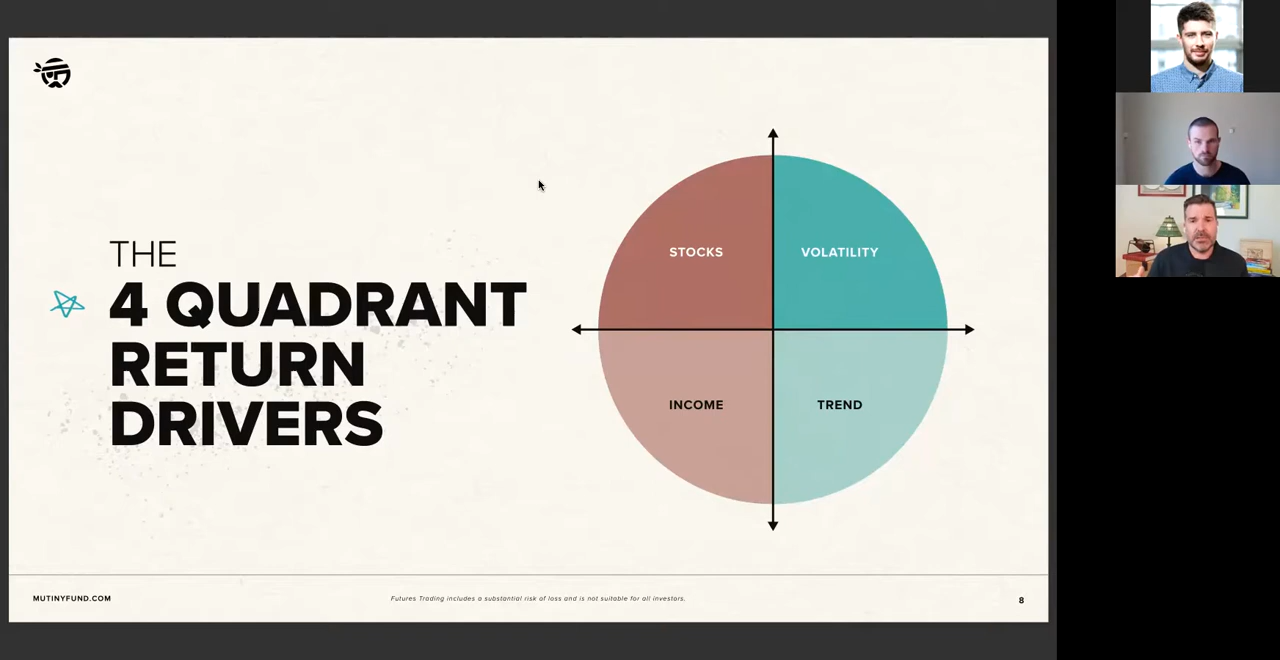 THE
4 QUADRANT
RETURN
DRIVERS
STOCKS
VOLATILITY
INCOME
TREND
MUTINYFUND.COM
Futures Trading includes a substantial risk of loss and is not suitable for all investors.
8